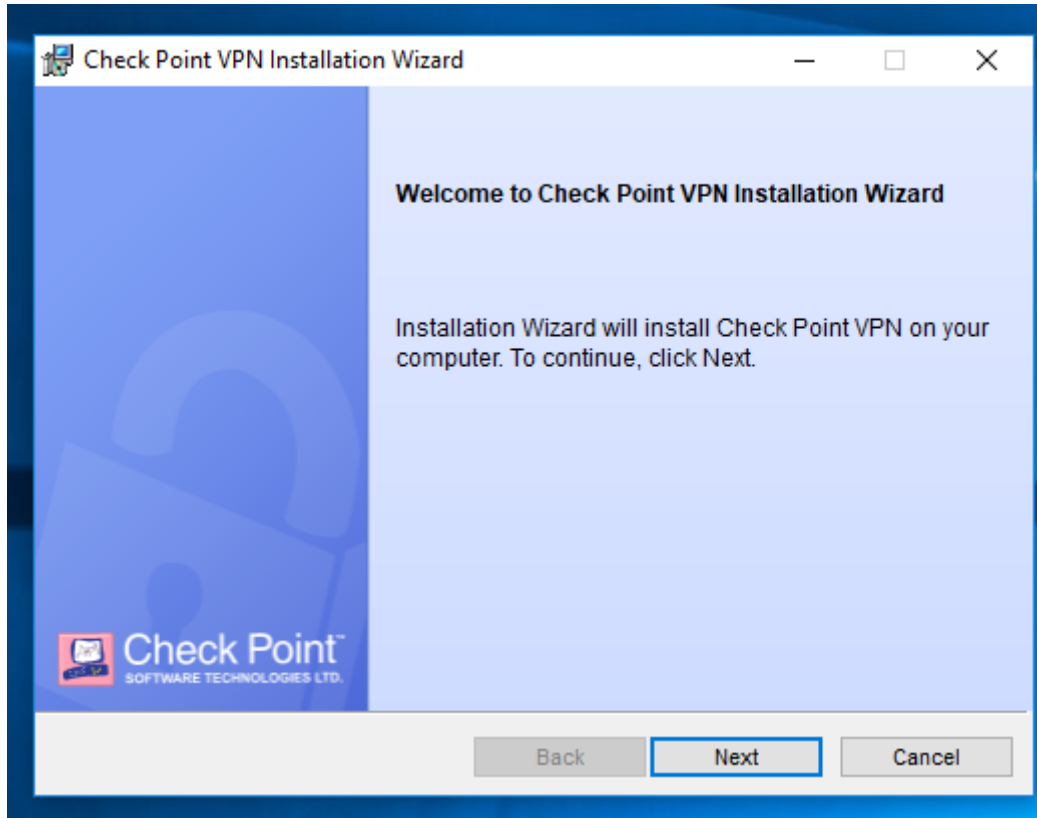 Check Point VPN Installation Wizard
Welcome to Check Point VPN Installation Wizard
Installation Wizard will install Check Point VPN on your
computer. To continue, click Next.
Check Point™
SOFTWARE TECHNOLOGIES LTD.
Back Next Cancel